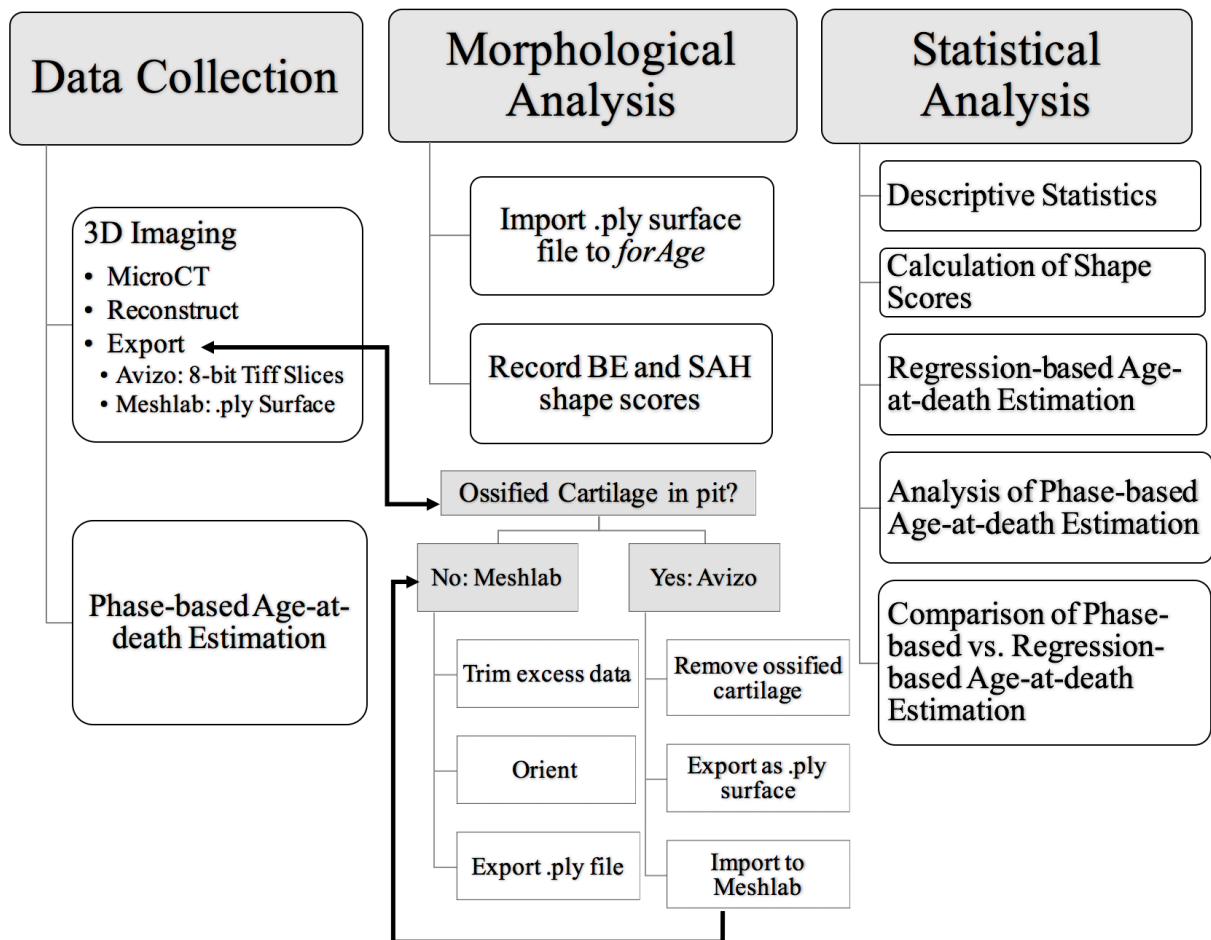 Data Collection
3D Imaging
• MicroCT
• Reconstruct
• Export
• Avizo: 8-bit Tiff Slices
• Meshlab: .ply Surface
Phase-based Age-at-
death Estimation
Morphological
Analysis
Import .ply surface
file to forAge
Record BE and SAH
shape scores
Ossified Cartilage in pit?
No: Meshlab
Trim excess data
Orient
Export .ply file
Yes: Avizo
Remove ossified
cartilage
Export as .ply
surface
Import to
Meshlab
Statistical
Analysis
Descriptive Statistics
Calculation of Shape
Scores
Regression-based Age-
at-death Estimation
Analysis of Phase-based
Age-at-death Estimation
Comparison of Phase-
based vs. Regression-
based Age-at-death
Estimation